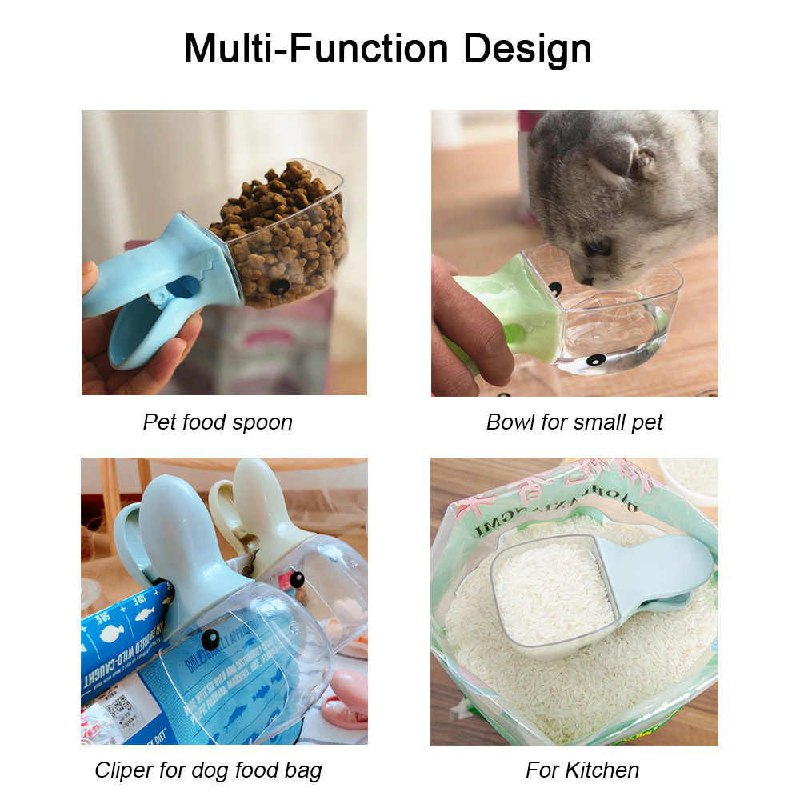 Multi-Function Design
Pet food spoon
Bowl for small pet
Cliper for dog food bag
For Kitchen